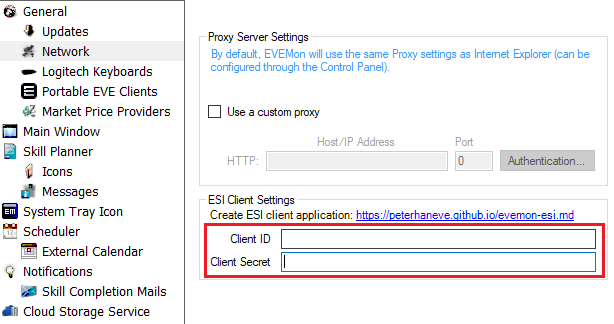 General
Updates
Network
Logitech Keyboards
Portable EVE Clients
Market Price Providers
Main Window
Skill Planner
Icons
Messages
EM
System Tray Icon
Scheduler
External Calendar
Notifications
Skill Completion Mails
Cloud Storage Service
Proxy Server Settings
By default, EVEMon will use the same Proxy settings as Internet Explorer (can be
configured through the Control Panel).
Use a custom proxy
Host/IP Address Port
HTTP: 0 Authentication...
ESI Client Settings
Create ESI client application: https://peterhaneve.github.io/evemon-esi.md
Client ID
Client Secret